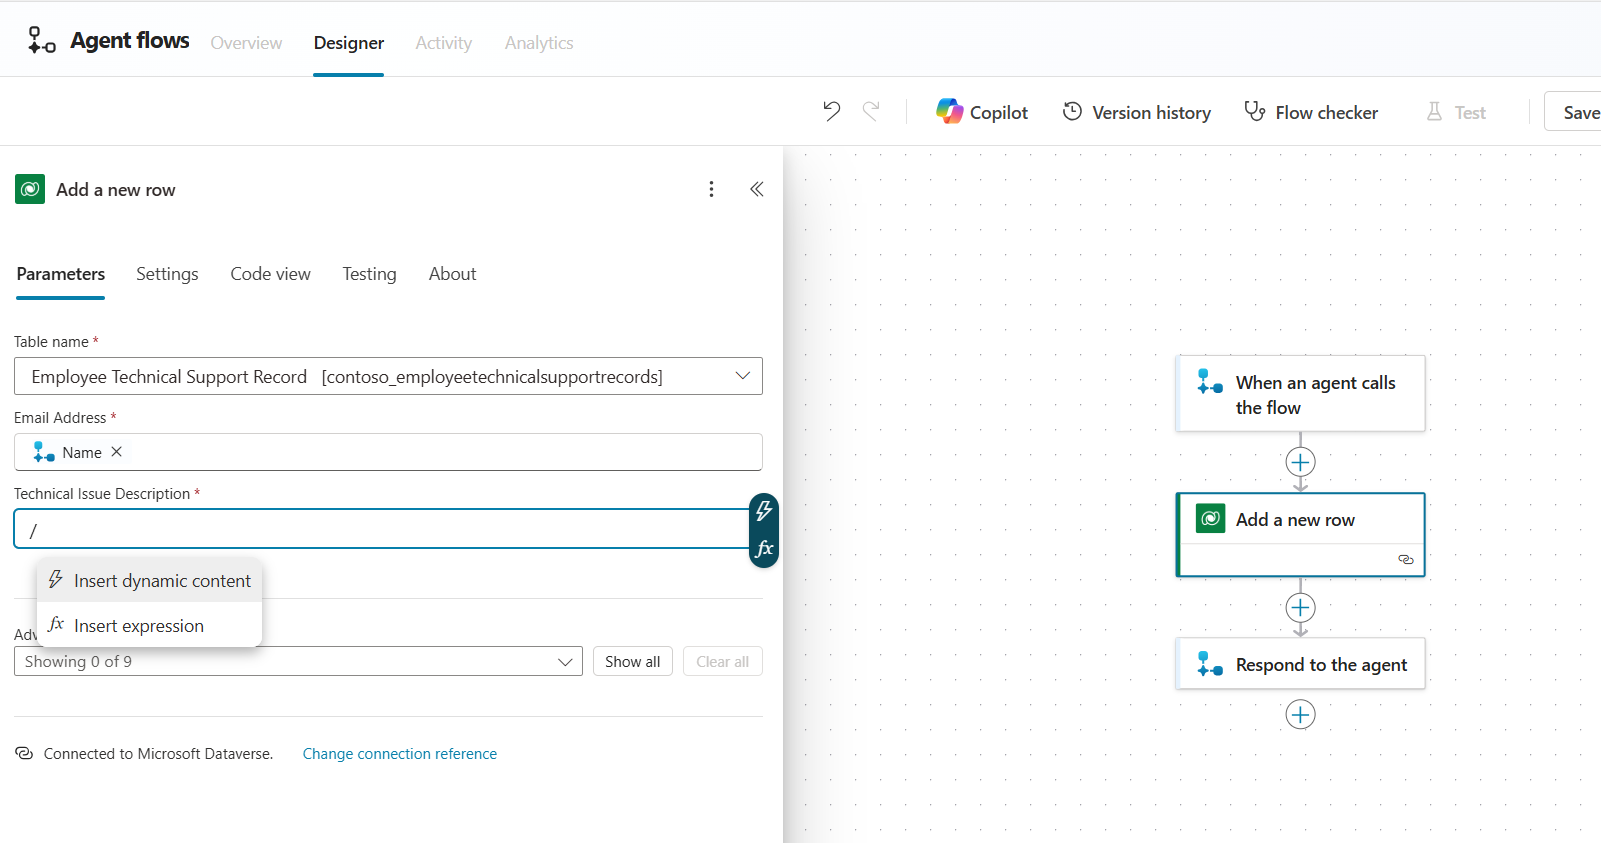 Agent flows Overview Designer Activity Analytics
Copilot Version history Flow checker Test Save
Add a new row
Parameters Settings Code view Testing About
Table name *
Employee Technical Support Record [contoso_employeetechnicalsupportrecords]
Email Address *
Name
Technical Issue Description *
/
fx
Insert dynamic content
fx Insert expression
Adv
Showing 0 of 9 Show all Clear all
Connected to Microsoft Dataverse. Change connection reference
When an agent calls
the flow
Add a new row
Respond to the agent